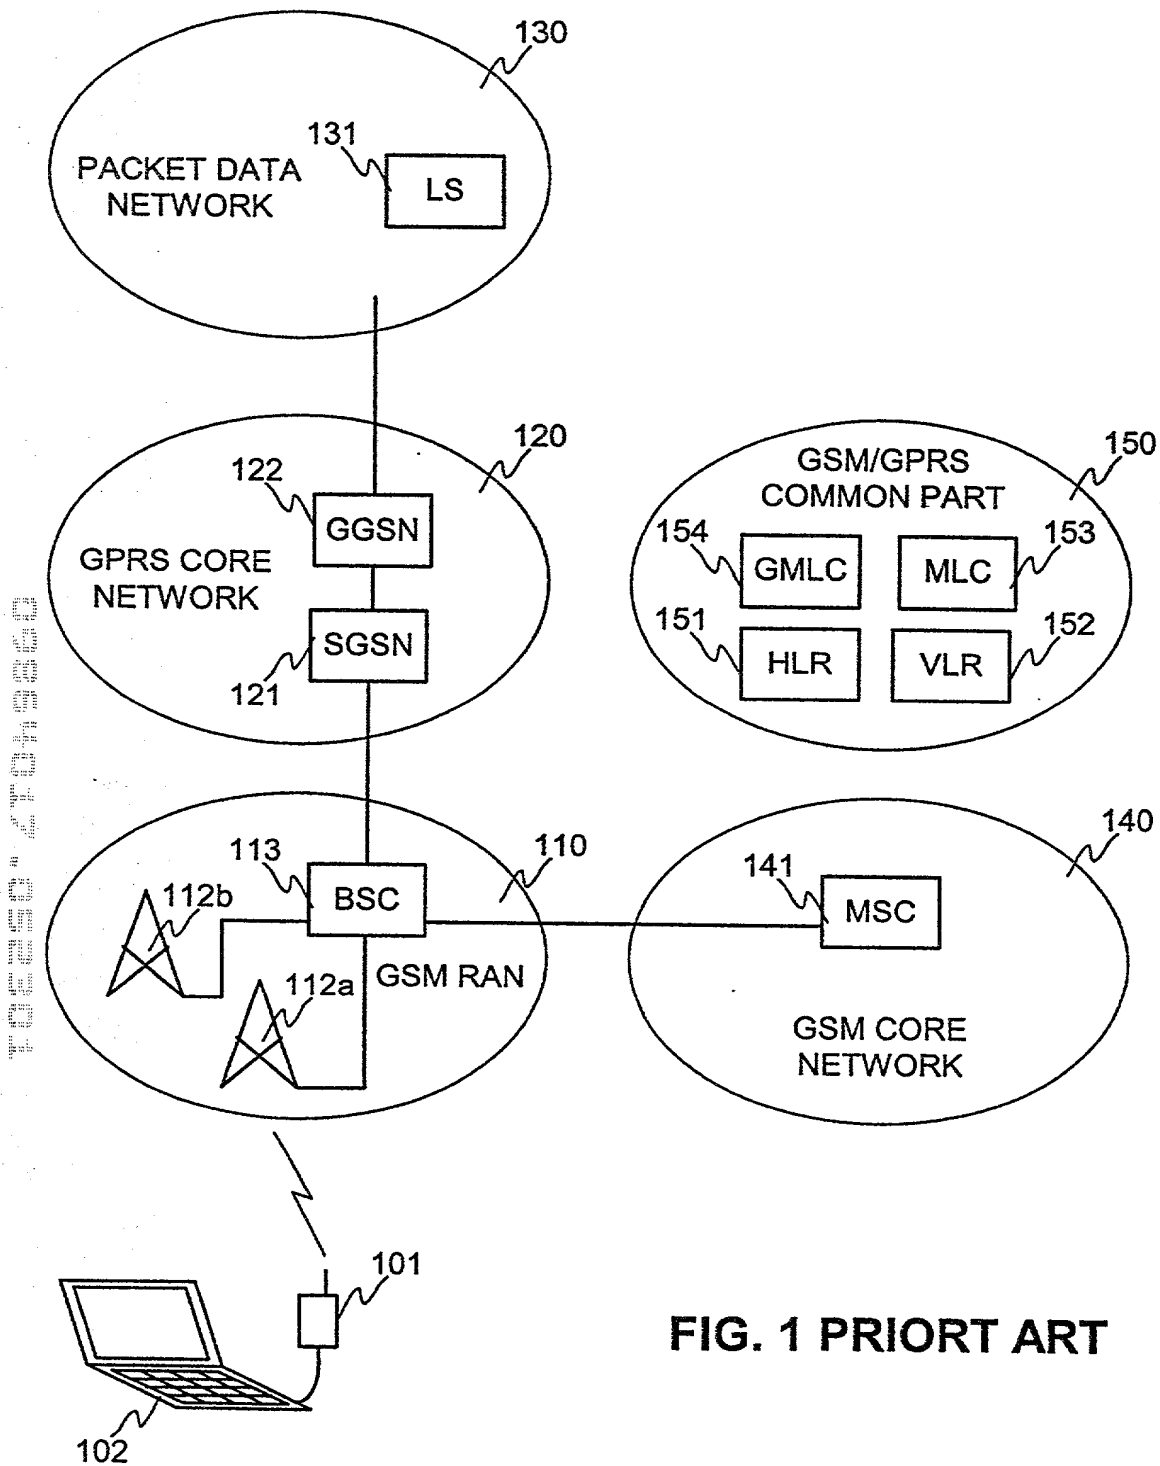 130
131
PACKET DATA
NETWORK
LS
120
122
GGSN
GPRS CORE
NETWORK
SGSN
121
150
GSM/GPRS
COMMON PART
154
153
GMLC
MLC
151
152
HLR
VLR
113
110
BSC
112b
GSM RAN
112a
140
141
MSC
GSM CORE
NETWORK
101
102
FIG. 1 PRIORT ART